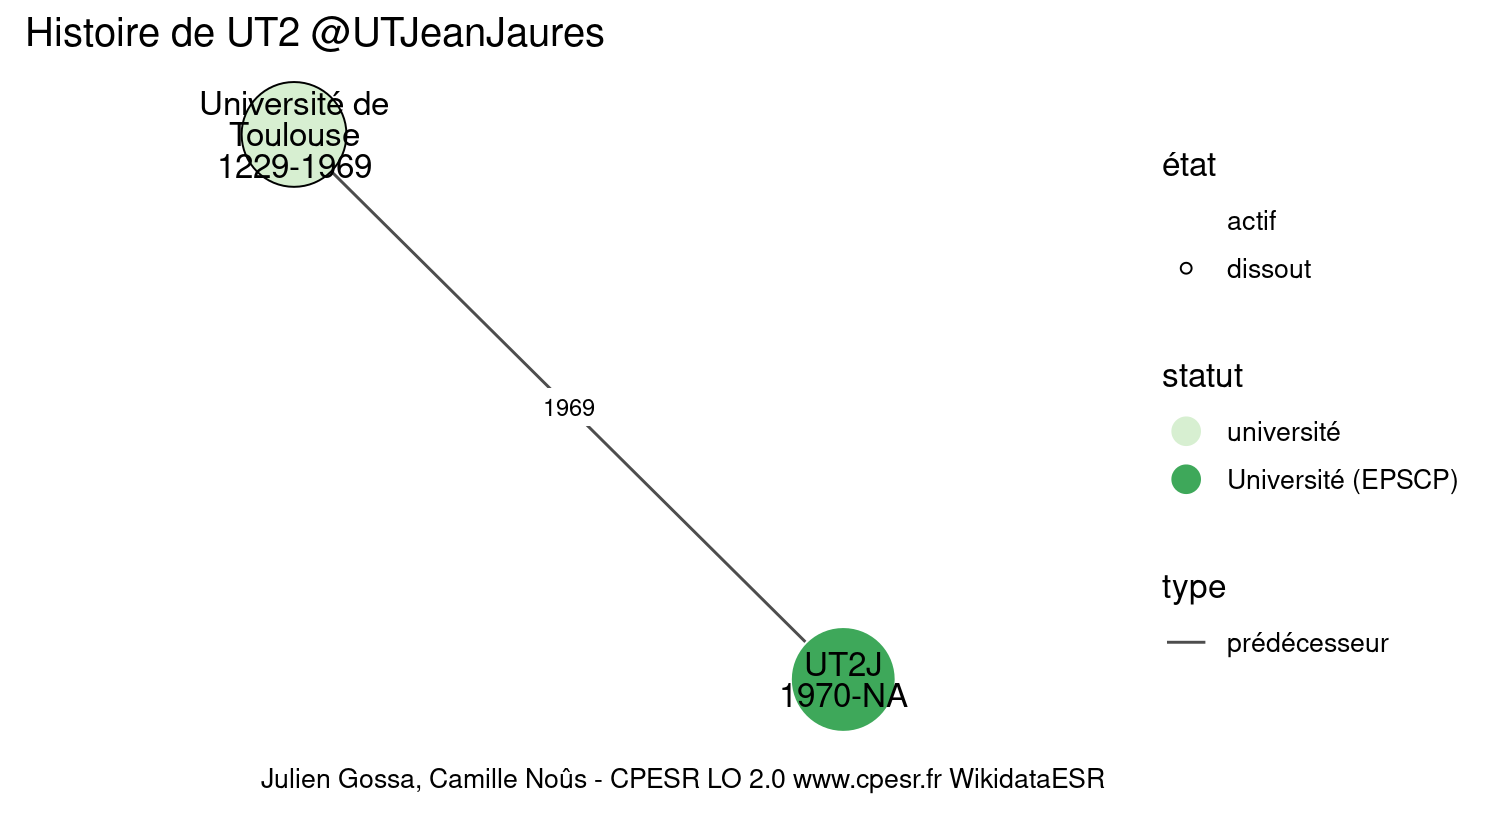 Histoire de UT2 @UTJeanJaures
Université de
Toulouse
1229-1969
1969
UT2J
1970-NA
état
actif
dissout
statut
université
Université (EPSCP)
type
prédécesseur
Julien Gossa, Camille Noûs - CPESR LO 2.0 www.cpesr.fr WikidataESR